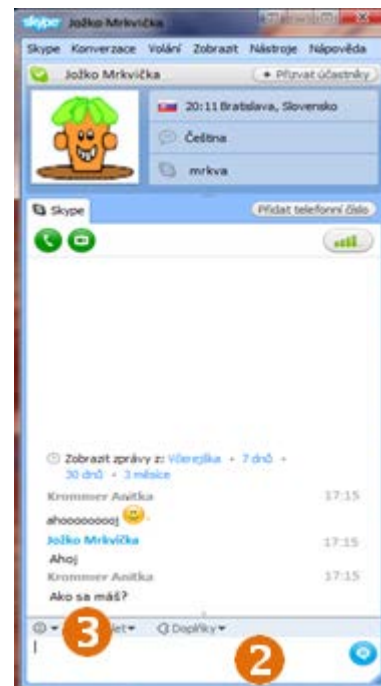 skype Jožko Mrkvička
Skype Konverzace Volání Zobrazit Nástroje Nápověda
Jožko Mrkvička + Přizvat účastníky
20:11 Bratislava, Slovensko
Čeština
mrkva
Skype Přidat telefonní číslo
Zobrazit zprávy z: Včerejška • 7 dnů •
30 dnů • 3 měsíce
Krommer Anitka 17:15
ahooooooooj
Jožko Mrkvička 17:15
Ahoj
Krommer Anitka 17:15
Ako sa máš?
3 Doplňky
2